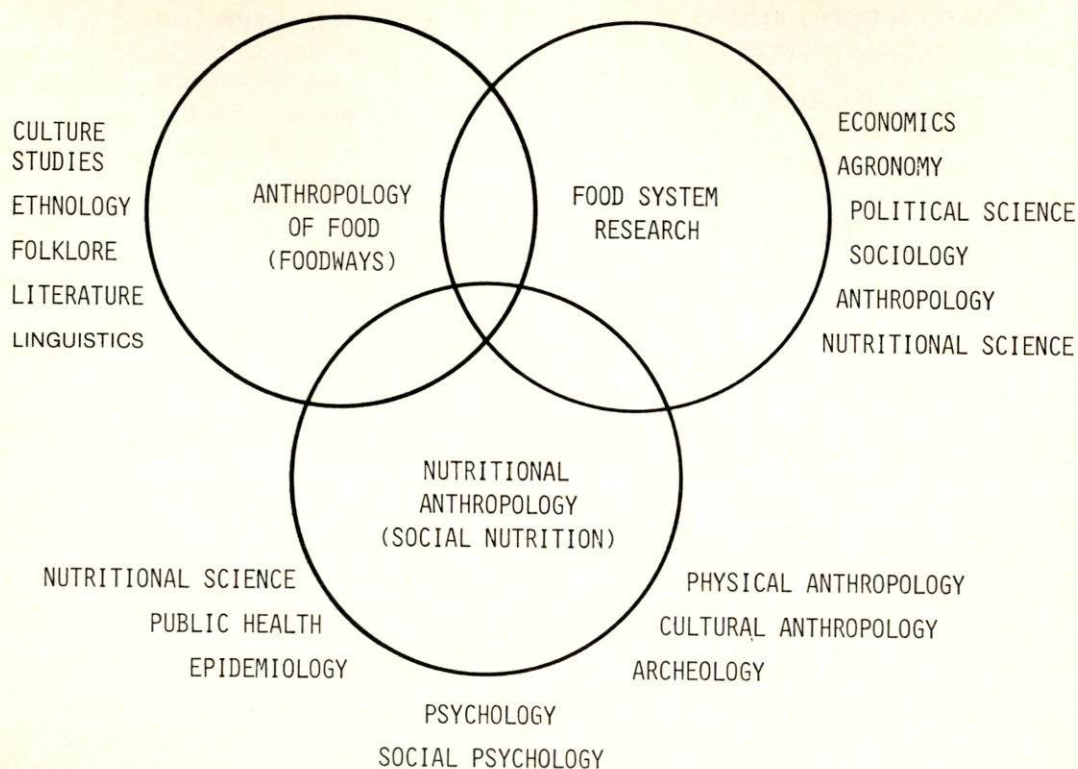 CULTURE
STUDIES
ETHNOLOGY
FOLKLORE
LITERATURE
LINGUISTICS
ANTHROPOLOGY
OF FOOD
(FOODWAYS)
FOOD SYSTEM
RESEARCH
ECONOMICS
AGRONOMY
POLITICAL SCIENCE
SOCIOLOGY
ANTHROPOLOGY
NUTRITIONAL SCIENCE
NUTRITIONAL
ANTHROPOLOGY
(SOCIAL NUTRITION)
NUTRITIONAL SCIENCE
PUBLIC HEALTH
EPIDEMIOLOGY
PSYCHOLOGY
SOCIAL PSYCHOLOGY
PHYSICAL ANTHROPOLOGY
CULTURAL ANTHROPOLOGY
ARCHEOLOGY